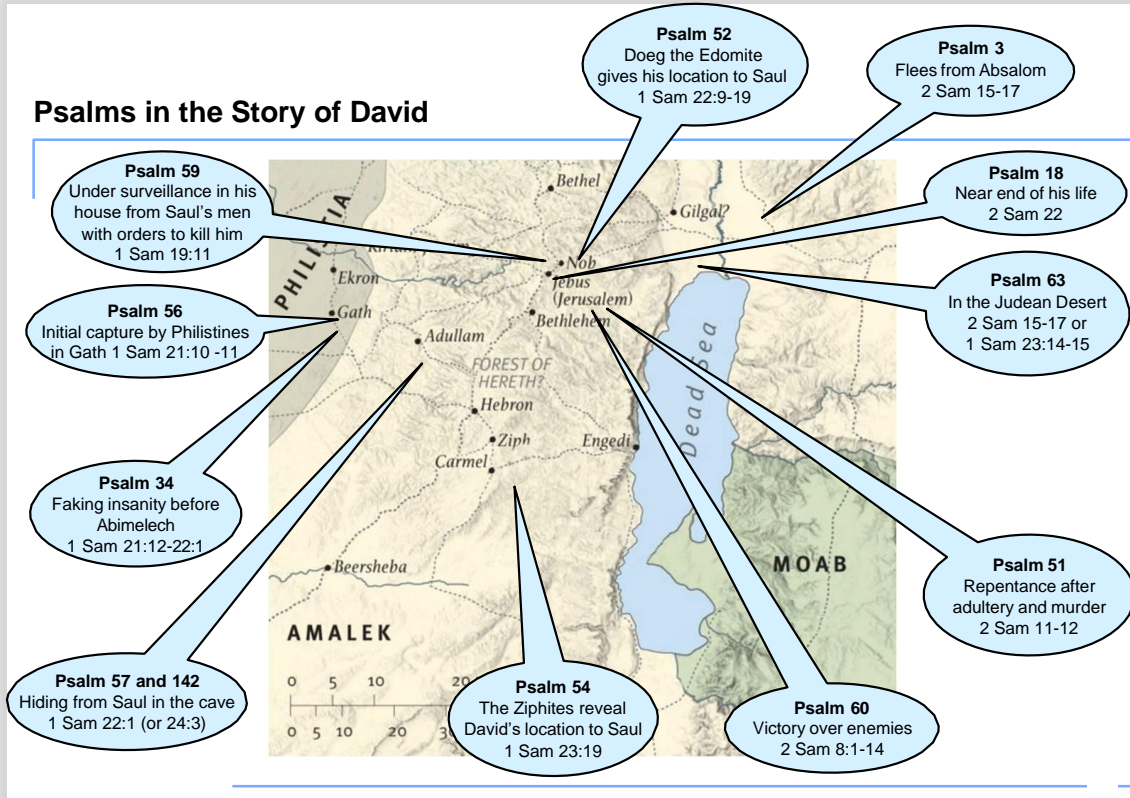 Psalms in the Story of David
Psalm 52
Doeg the Edomite
gives his location to Saul
1 Sam 22:9-19
Psalm 3
Flees from Absalom
2 Sam 15-17
Psalm 59
Under surveillance in his
house from Saul's men
with orders to kill him
1 Sam 19:11
Psalm 18
Near end of his life
2 Sam 22
Psalm 56
Initial capture by Philistines
in Gath 1 Sam 21:10 -11
Psalm 63
In the Judean Desert
2 Sam 15-17 or
1 Sam 23:14-15
Psalm 34
Faking insanity before
Abimelech
1 Sam 21:12-22:1
Psalm 51
Repentance after
adultery and murder
2 Sam 11-12
Psalm 57 and 142
Hiding from Saul in the cave
1 Sam 22:1 (or 24:3)
Psalm 54
The Ziphites reveal
David's location to Saul
1 Sam 23:19
Psalm 60
Victory over enemies
2 Sam 8:1-14
Bethel
Gilgal?
PHILISTIA
Nob
Jebus
(Jerusalem)
Ekron
Gath
Bethlehem
Adullam
FOREST OF
HERETH?
Hebron
Ziph
Engedi
Carmel
Dead Sea
MOAB
Beersheba
AMALEK
0 5 10 20
0 5 10 20